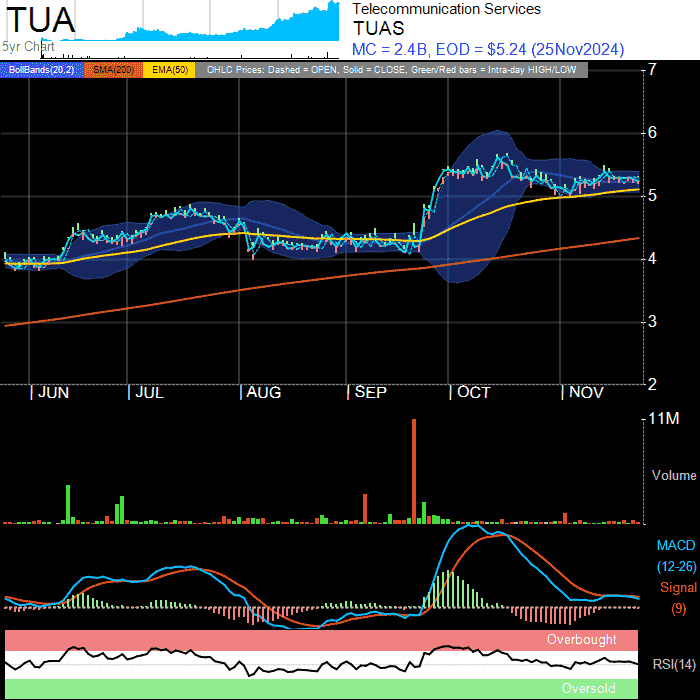 TUA
5yr Chart
Telecommunication Services
TUAS
MC = 2.4B, EOD = $5.24 (25Nov2024)
BollBands(20,2) SMA(200) EMA(50) OHLC Prices: Dashed = OPEN, Solid = CLOSE, Green/Red bars = Intra-day HIGH/LOW
7
6
5
4
3
2
JUN JUL AUG SEP OCT NOV
11M
Volume
MACD
(12-26)
Signal
(9)
Overbought
RSI(14)
Oversold